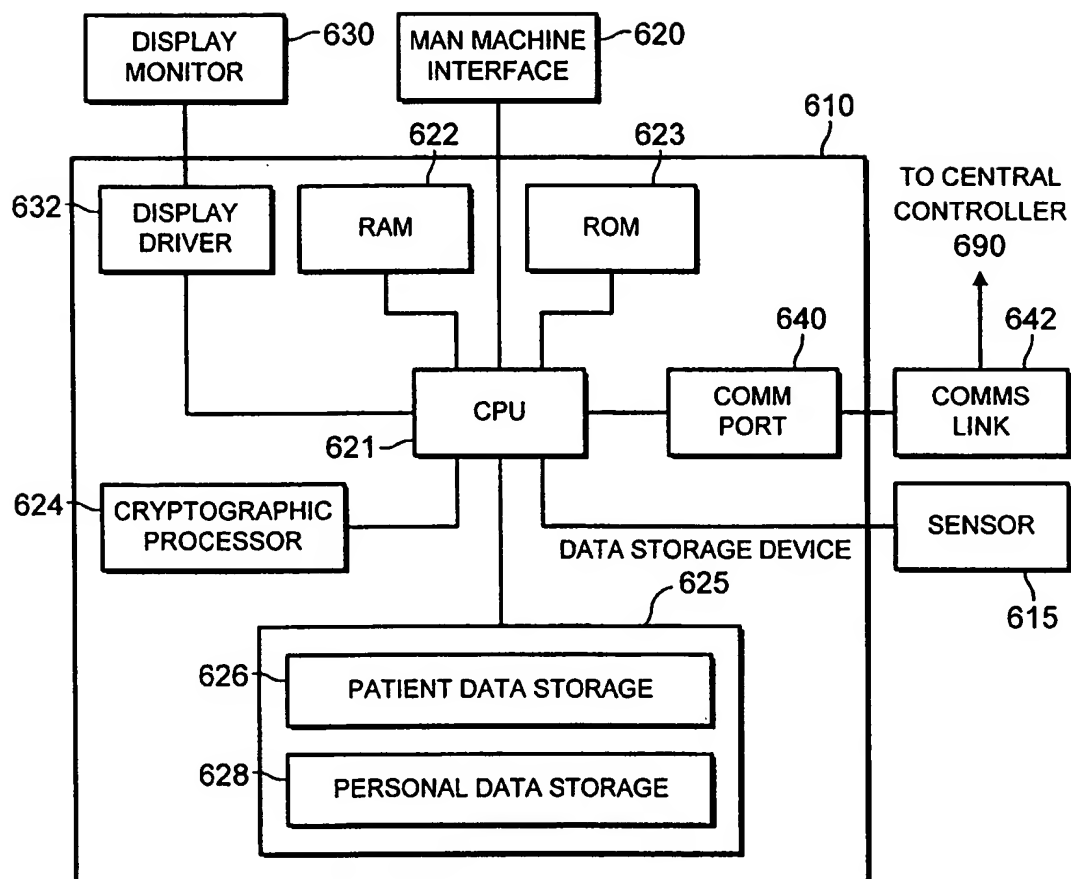 DISPLAY
MONITOR
630
MAN MACHINE
INTERFACE
620
610
622
623
632
DISPLAY
DRIVER
RAM
ROM
TO CENTRAL
CONTROLLER
690
640
642
CPU
621
COMM
PORT
COMMS
LINK
624
CRYPTOGRAPHIC
PROCESSOR
SENSOR
615
DATA STORAGE DEVICE
625
626
PATIENT DATA STORAGE
628
PERSONAL DATA STORAGE